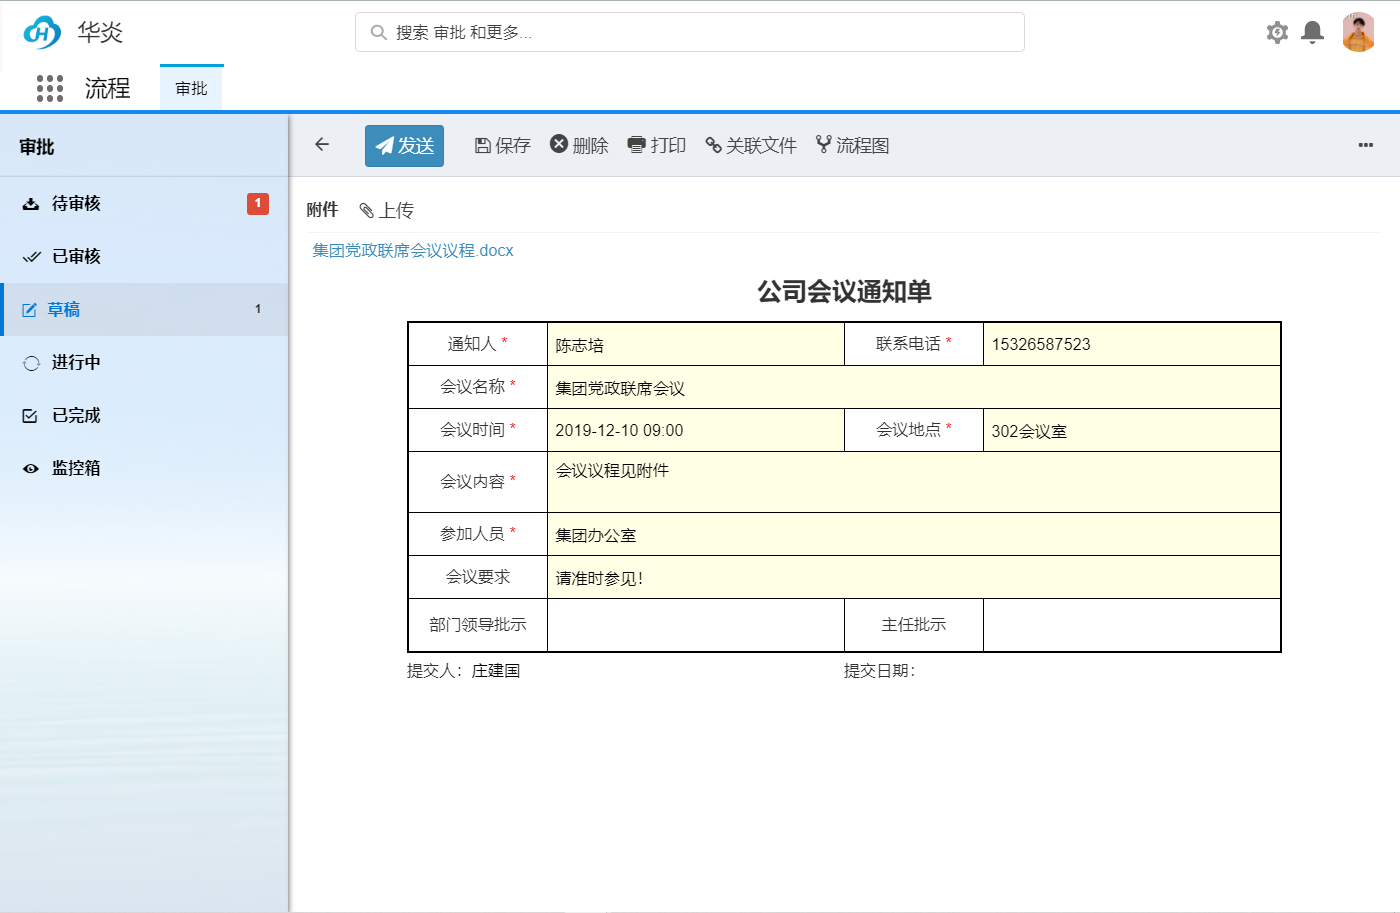 华炎
搜索 审批 和更多...
流程
审批
审批
待审核 1
已审核
草稿 1
进行中
已完成
监控箱
发送 保存 删除 打印 关联文件 流程图
附件 上传
集团党政联席会议议程.docx
公司会议通知单
通知人 * 陈志培 联系电话 * 15326587523
会议名称 * 集团党政联席会议
会议时间 * 2019-12-10 09:00 会议地点 * 302会议室
会议内容 * 会议议程见附件
参加人员 * 集团办公室
会议要求 请准时参见！
部门领导批示 主任批示
提交人：庄建国 提交日期：